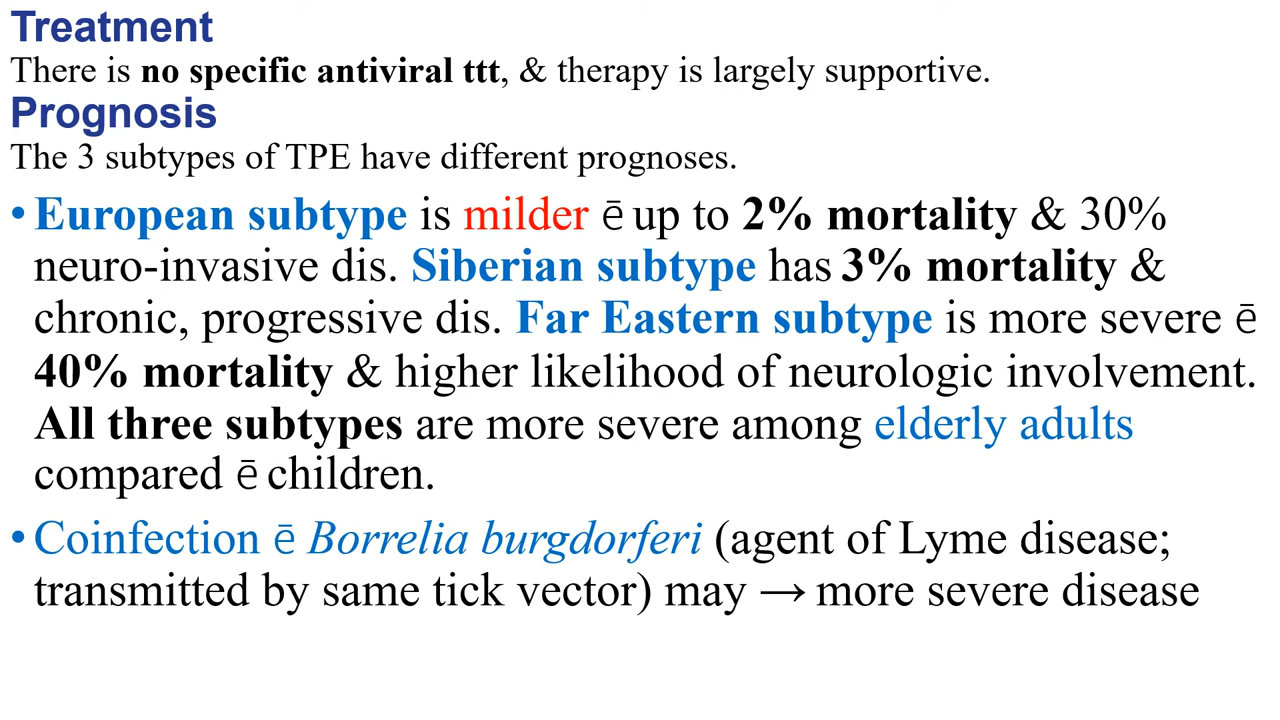 Treatment
There is no specific antiviral ttt, & therapy is largely supportive.
Prognosis
The 3 subtypes of TPE have different prognoses.
• European subtype is milder ē up to 2% mortality & 30%
neuro-invasive dis. Siberian subtype has 3% mortality &
chronic, progressive dis. Far Eastern subtype is more severe ē
40% mortality & higher likelihood of neurologic involvement.
All three subtypes are more severe among elderly adults
compared ē children.
• Coinfection ē Borrelia burgdorferi (agent of Lyme disease;
transmitted by same tick vector) may → more severe disease